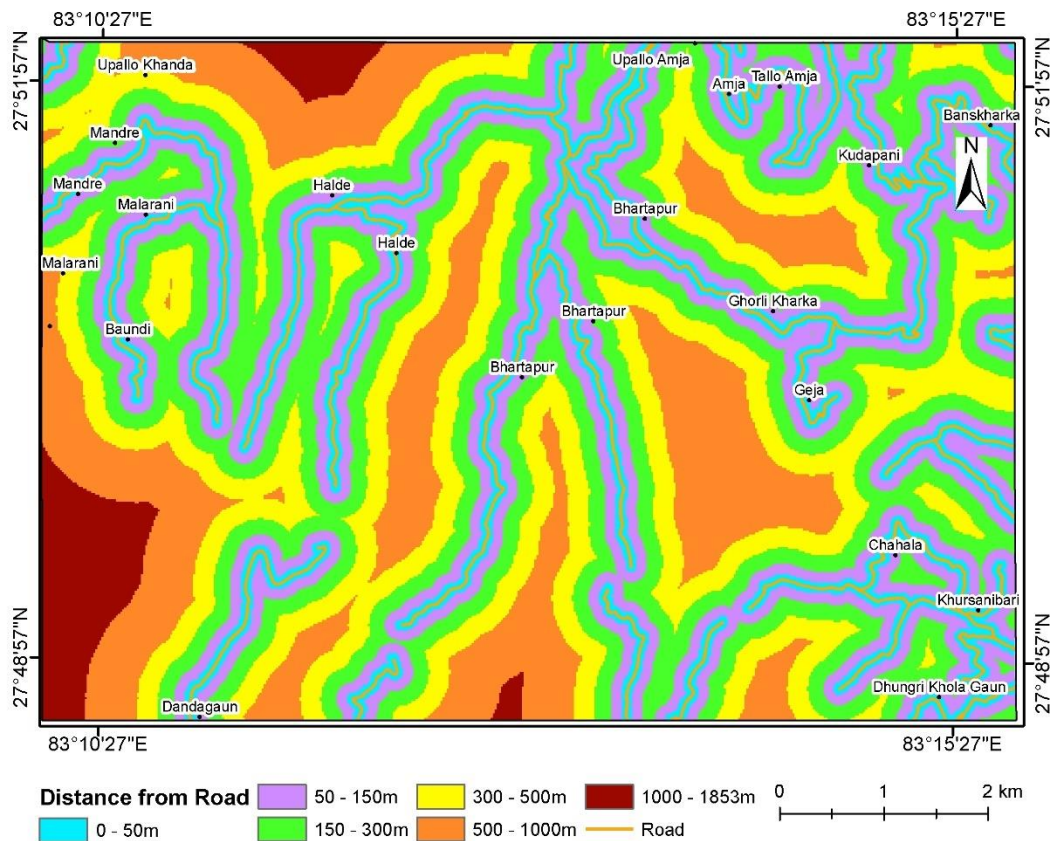 83°10'27"E
83°15'27"E
27°51'57"N
27°51'57"N
Upallo Khanda
Upallo Amja
Amja
Tallo Amja
Banskharka
Mandre
N
Kudapani
Mandre
Halde
Malarani
Bhartapur
Halde
Malarani
Ghorli Kharka
Bhartapur
Baundi
Bhartapur
Geja
Chahala
Khursanibari
27°48'57"N
27°48'57"N
Dhungri Khola Gaun
Dandagaun
83°10'27"E
83°15'27"E
Distance from Road
0 - 50m
50 - 150m
150 - 300m
300 - 500m
500 - 1000m
1000 - 1853m
Road
0 1 2 km